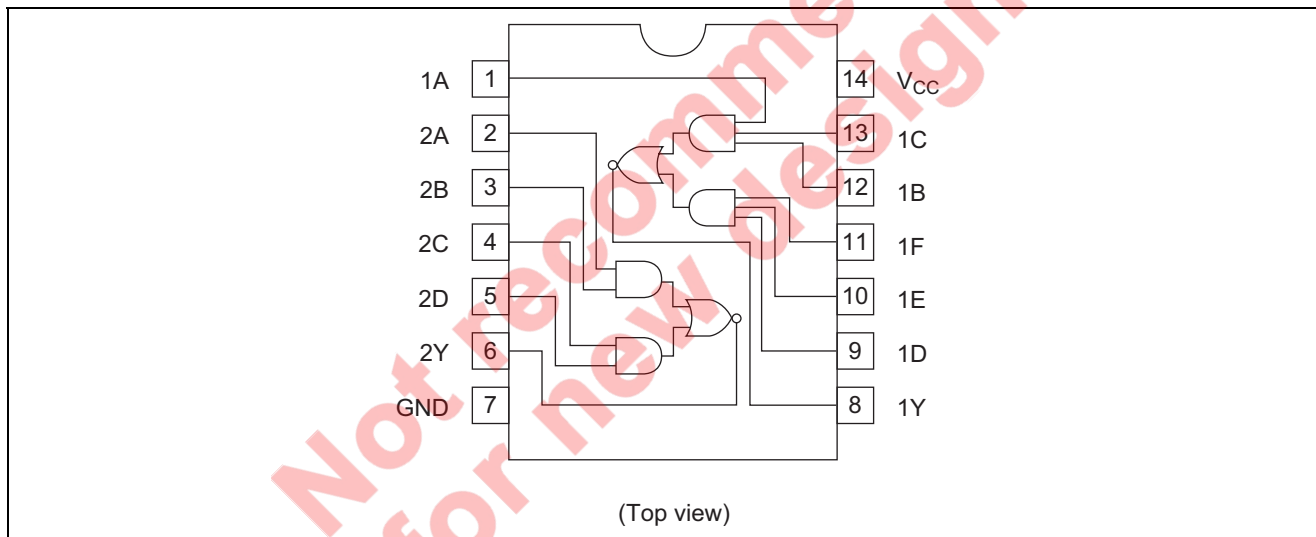 Not recomme
for new design
1A 1 14 VCC
2A 2 13 1C
2B 3 12 1B
2C 4 11 1F
2D 5 10 1E
2Y 6 9 1D
GND 7 8 1Y
(Top view)